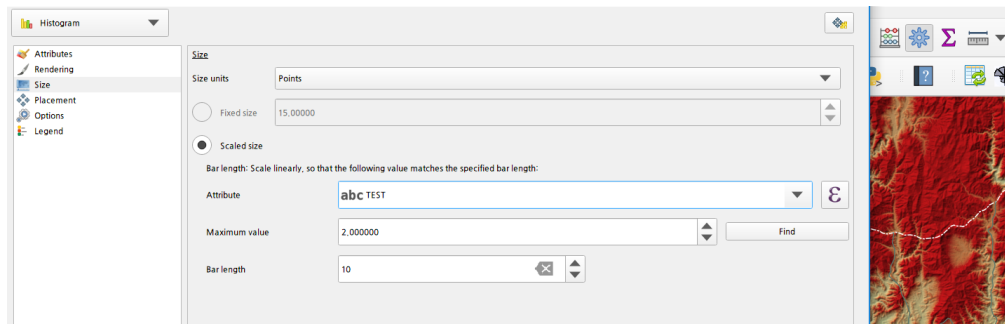 Histogram
Attributes
Rendering
Size
Placement
Options
Legend
Size
Size units
Points
Fixed size
15,00000
Scaled size
Bar length: Scale linearly, so that the following value matches the specified bar length:
Attribute
abc TEST
ε
Maximum value
2,000000
Find
Bar length
10
Σ
?